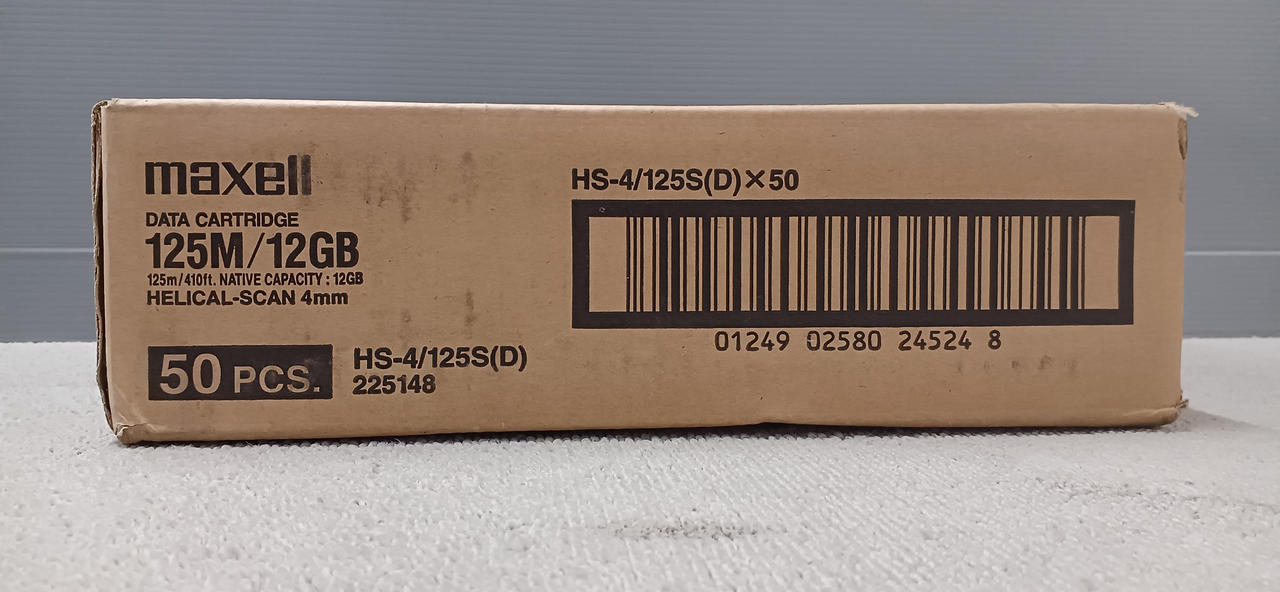 maxell
DATA CARTRIDGE
125M/12GB
125m/410ft. NATIVE CAPACITY : 12GB
HELICAL-SCAN 4mm
50 PCS.
HS-4/125S(D)
225148
HS-4/125S(D)×50
01249 02580 24524 8